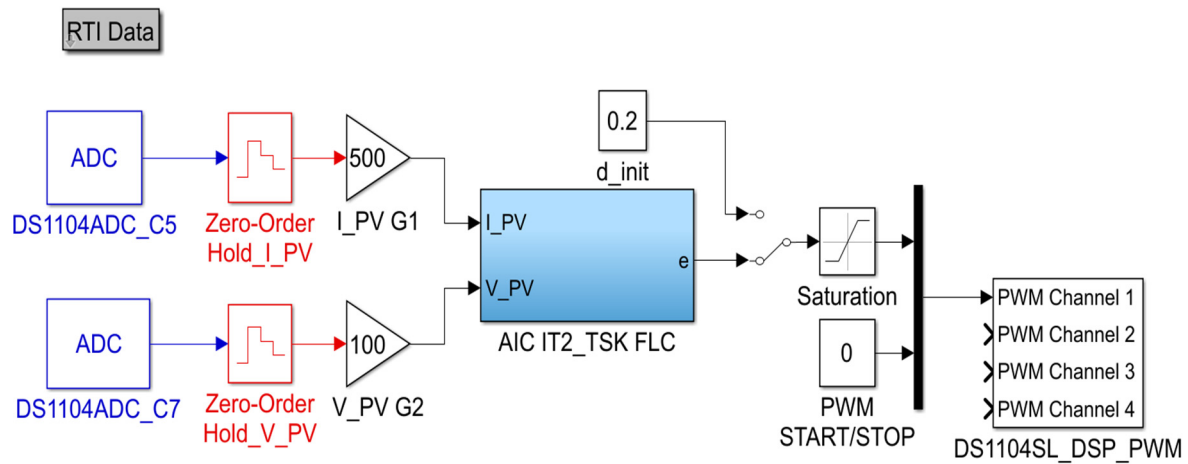 RTI Data
ADC
DS1104ADC_C5
Zero-Order
Hold_I_PV
500
I_PV G1
0.2
d_init
I_PV
V_PV
e
AIC IT2_TSK FLC
ADC
DS1104ADC_C7
Zero-Order
Hold_V_PV
100
V_PV G2
Saturation
0
PWM
START/STOP
PWM Channel 1
PWM Channel 2
PWM Channel 3
PWM Channel 4
DS1104SL_DSP_PWM